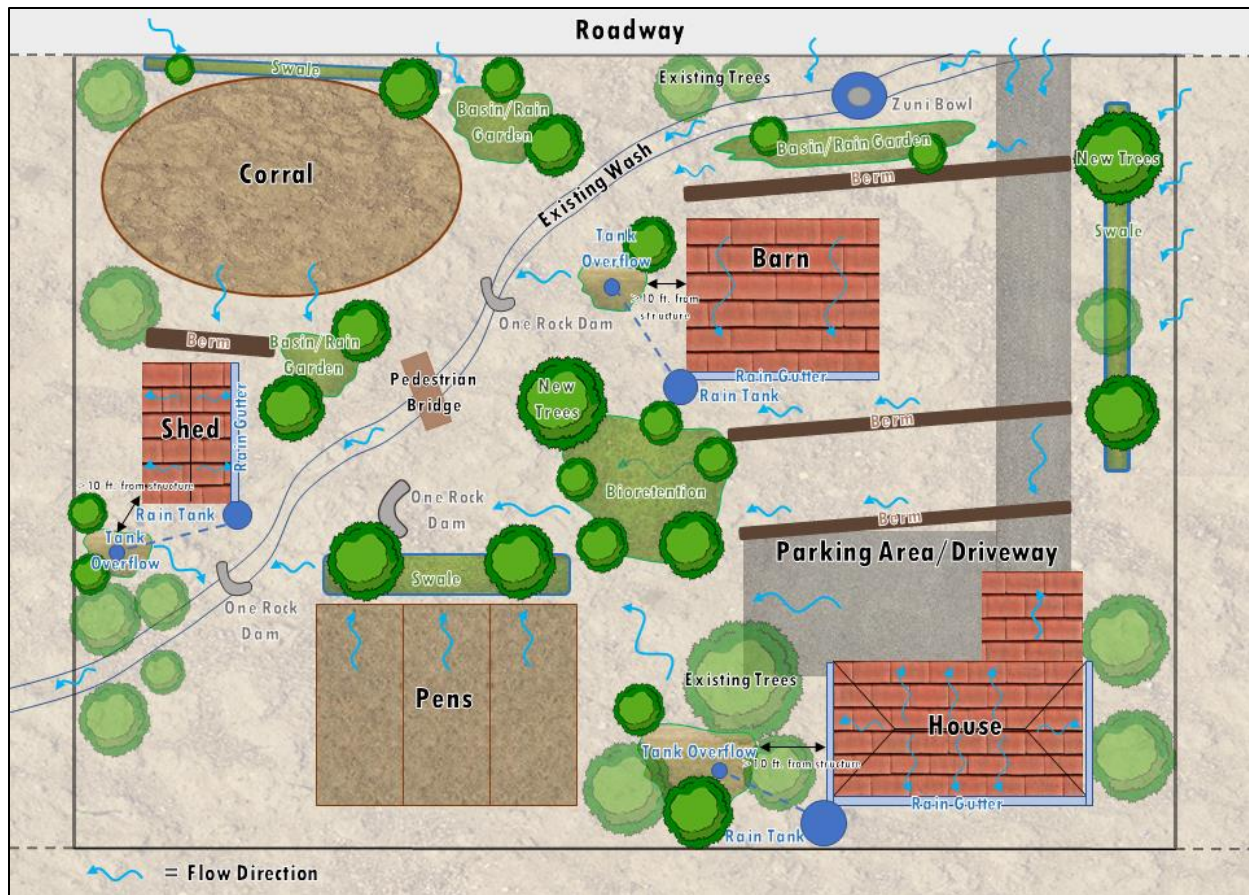 Roadway
Swale
Existing Trees
Zuni Bowl
Basin/Rain
Garden
Basin/Rain Garden
New Trees
Corral
Existing Wash
Berm
Swale
Tank
Overflow
Barn
>10 ft. from
structure
One Rock Dam
Berm
Basin/Rain
Garden
Pedestrian
Bridge
Rain Gutter
Rain Tank
New
Trees
Shed
Rain Gutter
Berm
>10 ft. from structure
Bioretention
One Rock
Dam
Rain Tank
Berm
Tank
Overflow
Parking Area/Driveway
Swale
One Rock
Dam
Existing Trees
Pens
House
Tank Overflow
>10 ft. from structure
Rain Gutter
Rain Tank
= Flow Direction